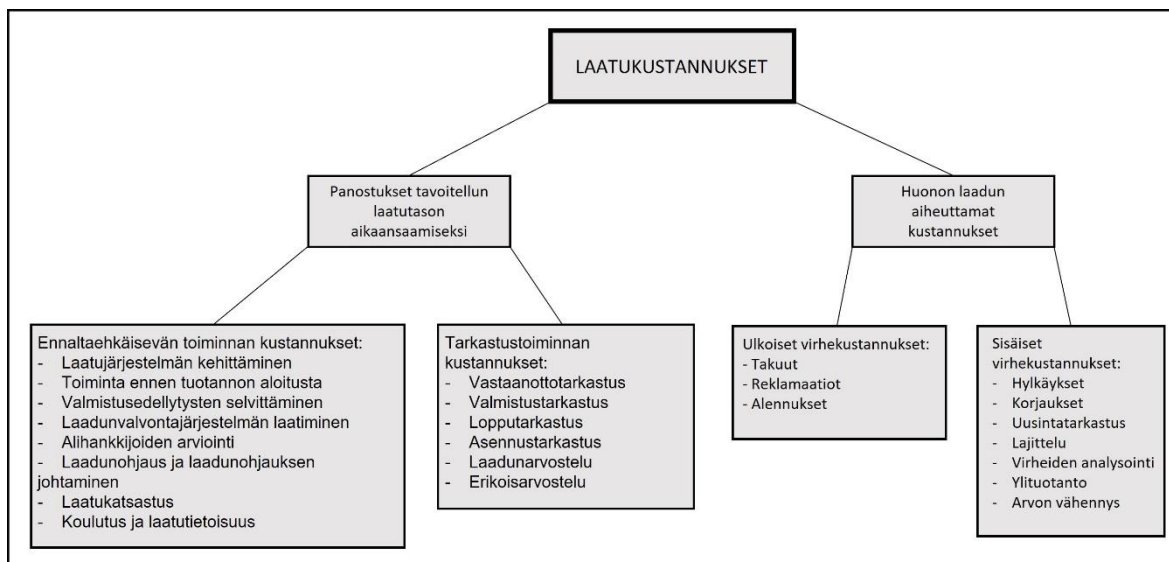 LAATUKUSTANNUKSET
Panostukset tavoitellun
laatutason
aikaansaamiseksi
Huonon laadun
aiheuttamat
kustannukset
Ennaltaehkäisevän toiminnan kustannukset:
- Laatujärjestelmän kehittäminen
- Toiminta ennen tuotannon aloitusta
- Valmistusedellytysten selvittäminen
- Laadunvalvontajärjestelmän laatiminen
- Alihankkijoiden arviointi
- Laadunohjaus ja laadunohjauksen
johtaminen
- Laatukatsastus
- Koulutus ja laatutietoisuus
Tarkastustoiminnan
kustannukset:
- Vastaanottotarkastus
- Valmistustarkastus
- Lopputarkastus
- Asennustarkastus
- Laadunarvostelu
- Erikoisarvostelu
Ulkoiset virhekustannukset:
- Takuut
- Reklamaatiot
- Alennukset
Sisäiset
virhekustannukset:
- Hylkäykset
- Korjaukset
- Uusintatarkastus
- Lajittelu
- Virheiden analysointi
- Ylituotanto
- Arvon vähennys